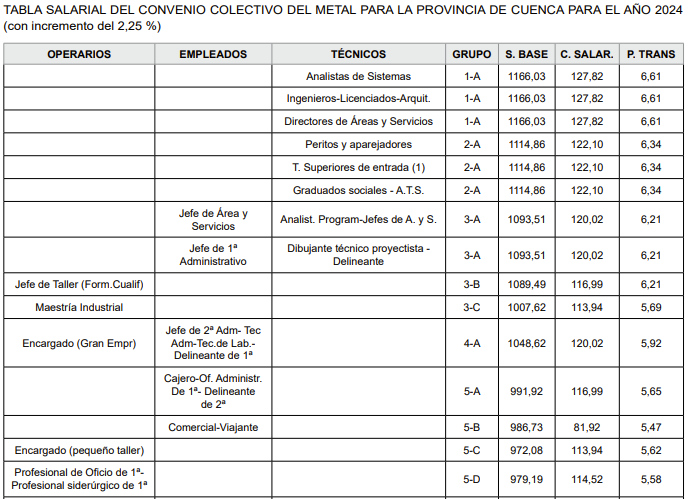 TABLA SALARIAL DEL CONVENIO COLECTIVO DEL METAL PARA LA PROVINCIA DE CUENCA PARA EL AÑO 2024
(con incremento del 2,25 %)
OPERARIOS EMPLEADOS TÉCNICOS GRUPO S. BASE C. SALAR. P. TRANS
Analistas de Sistemas 1-A 1166,03 127,82 6,61
Ingenieros-Licenciados-Arquit. 1-A 1166,03 127,82 6,61
Directores de Áreas y Servicios 1-A 1166,03 127,82 6,61
Peritos y aparejadores 2-A 1114,86 122,10 6,34
T. Superiores de entrada (1) 2-A 1114,86 122,10 6,34
Graduados sociales - A.T.S. 2-A 1114,86 122,10 6,34
Jefe de Área y
Servicios Analist. Program-Jefes de A. y S. 3-A 1093,51 120,02 6,21
Jefe de 1ª
Administrativo Dibujante técnico proyectista -
Delineante 3-A 1093,51 120,02 6,21
Jefe de Taller (Form.Cualif) 3-B 1089,49 116,99 6,21
Maestría Industrial 3-C 1007,62 113,94 5,69
Encargado (Gran Empr) Jefe de 2ª Adm- Tec
Adm-Tec.de Lab.-
Delineante de 1ª 4-A 1048,62 120,02 5,92
Cajero-Of. Administr.
De 1ª- Delineante
de 2ª 5-A 991,92 116,99 5,65
Comercial-Viajante 5-B 986,73 81,92 5,47
Encargado (pequeño taller) 5-C 972,08 113,94 5,62
Profesional de Oficio de 1ª-
Profesional siderúrgico de 1ª 5-D 979,19 114,52 5,58